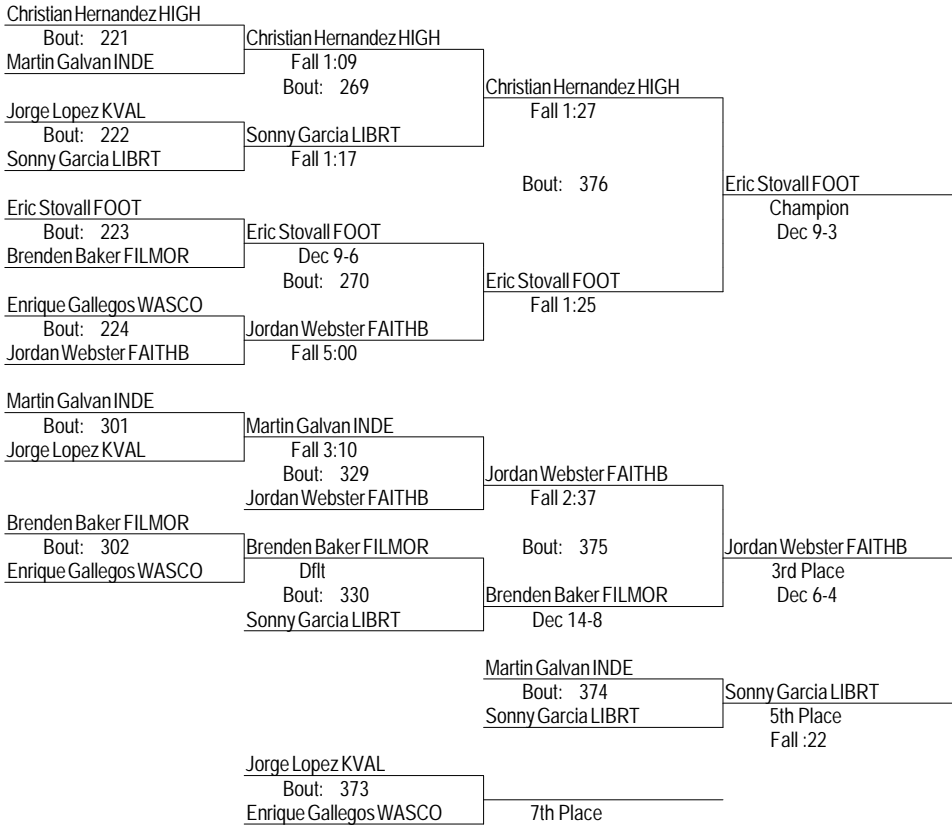 Christian Hernandez HIGH
Bout: 221
Christian Hernandez HIGH
Martin Galvan INDE
Fall 1:09
Bout: 269
Christian Hernandez HIGH
Jorge Lopez KVAL
Fall 1:27
Bout: 222
Sonny Garcia LIBRT
Sonny Garcia LIBRT
Fall 1:17
Bout: 376
Eric Stovall FOOT
Eric Stovall FOOT
Champion
Bout: 223
Eric Stovall FOOT
Dec 9-3
Brenden Baker FILMOR
Dec 9-6
Bout: 270
Eric Stovall FOOT
Enrique Gallegos WASCO
Fall 1:25
Bout: 224
Jordan Webster FAITHB
Jordan Webster FAITHB
Fall 5:00
Martin Galvan INDE
Bout: 301
Martin Galvan INDE
Jorge Lopez KVAL
Fall 3:10
Bout: 329
Jordan Webster FAITHB
Jordan Webster FAITHB
Fall 2:37
Brenden Baker FILMOR
Bout: 302
Brenden Baker FILMOR
Bout: 375
Jordan Webster FAITHB
Enrique Gallegos WASCO
Dflt
3rd Place
Bout: 330
Brenden Baker FILMOR
Dec 6-4
Sonny Garcia LIBRT
Dec 14-8
Martin Galvan INDE
Bout: 374
Sonny Garcia LIBRT
Sonny Garcia LIBRT
5th Place
Fall :22
Jorge Lopez KVAL
Bout: 373
Enrique Gallegos WASCO
7th Place